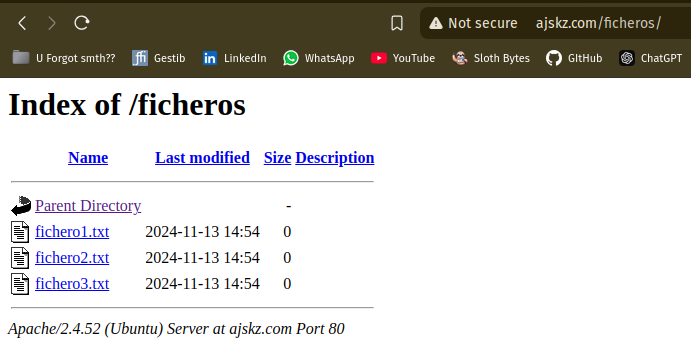 Not secure ajskz.com/ficheros/
U Forgot smth?? Gestib LinkedIn WhatsApp YouTube Sloth Bytes GItHub ChatGPT
Index of /ficheros
Name Last modified Size Description
Parent Directory -
fichero1.txt 2024-11-13 14:54 0
fichero2.txt 2024-11-13 14:54 0
fichero3.txt 2024-11-13 14:54 0
Apache/2.4.52 (Ubuntu) Server at ajskz.com Port 80